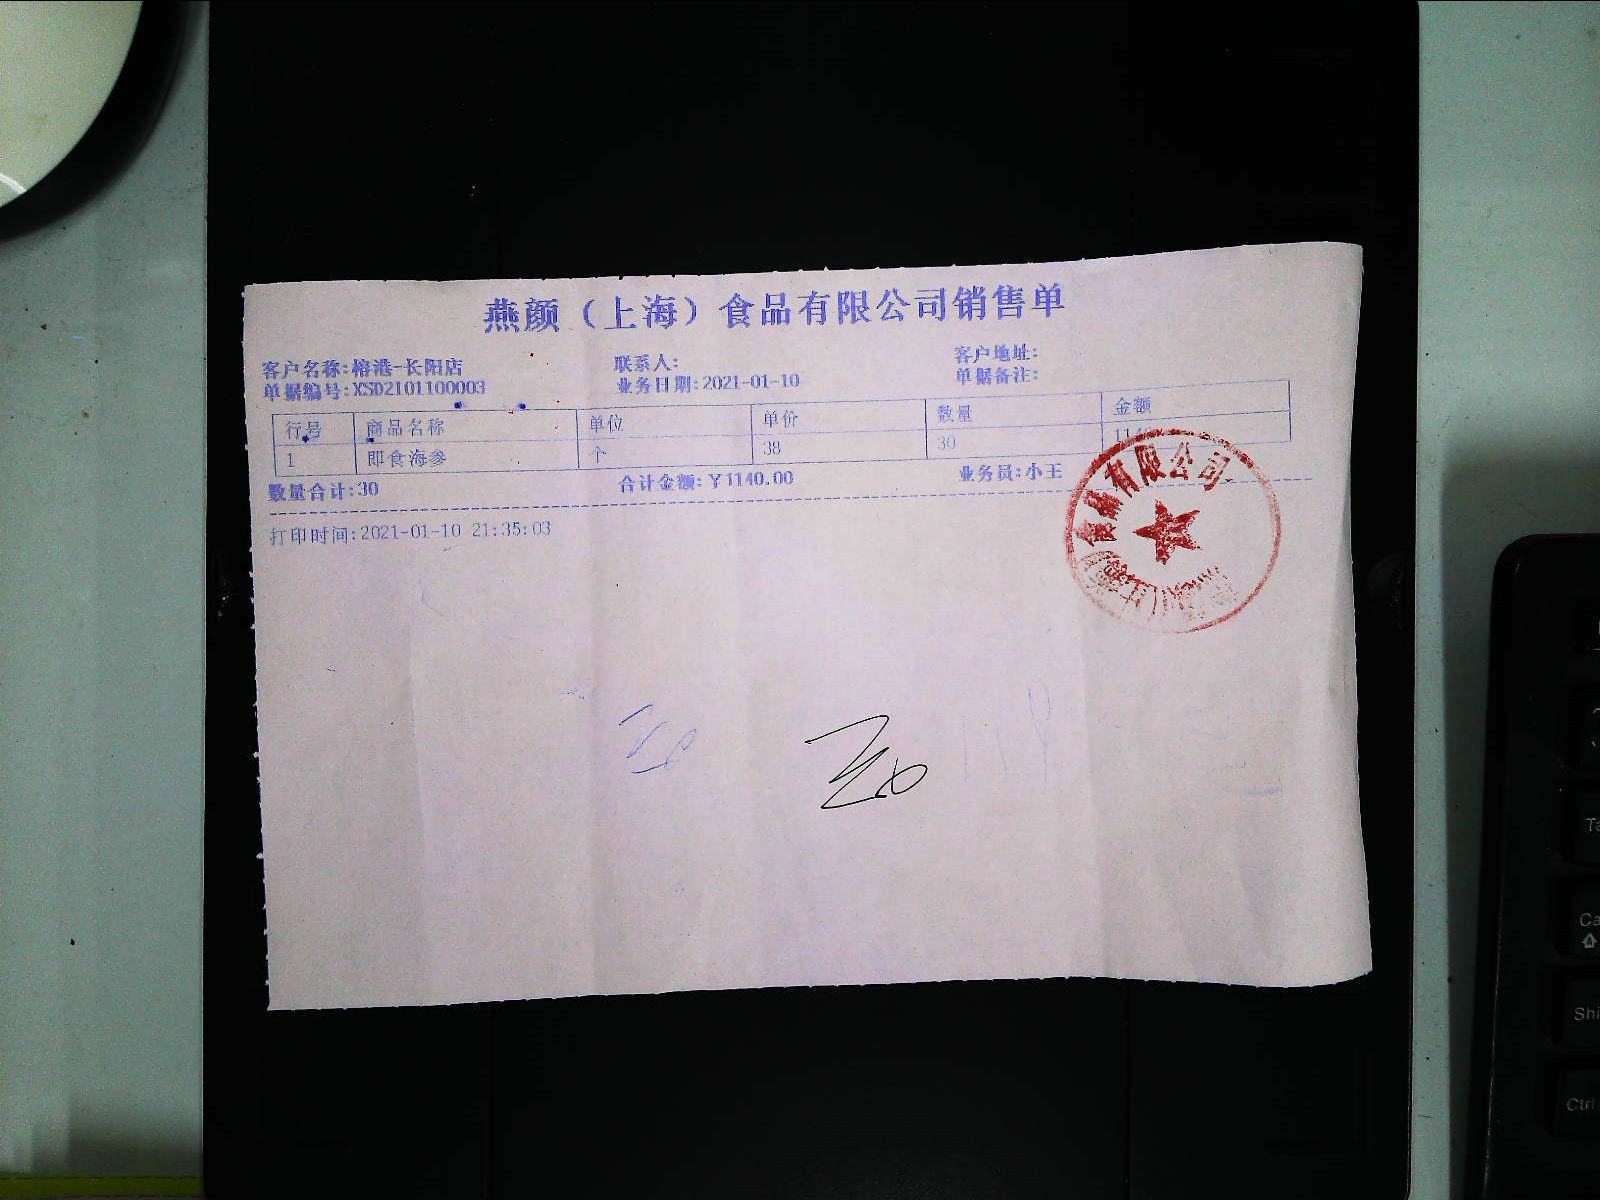 燕颜（上海）食品有限公司销售单
客户名称:榕港-长阳店 联系人: 客户地址:
单据编号:XSD2101100003 业务日期:2021-01-10 单据备注:
行号 商品名称 单位 单价 数量 金额
1 即食海参 个 38 30 1140
数量合计:30 合计金额:￥1140.00 业务员:小王
打印时间:2021-01-10 21:35:03
食品有限公司